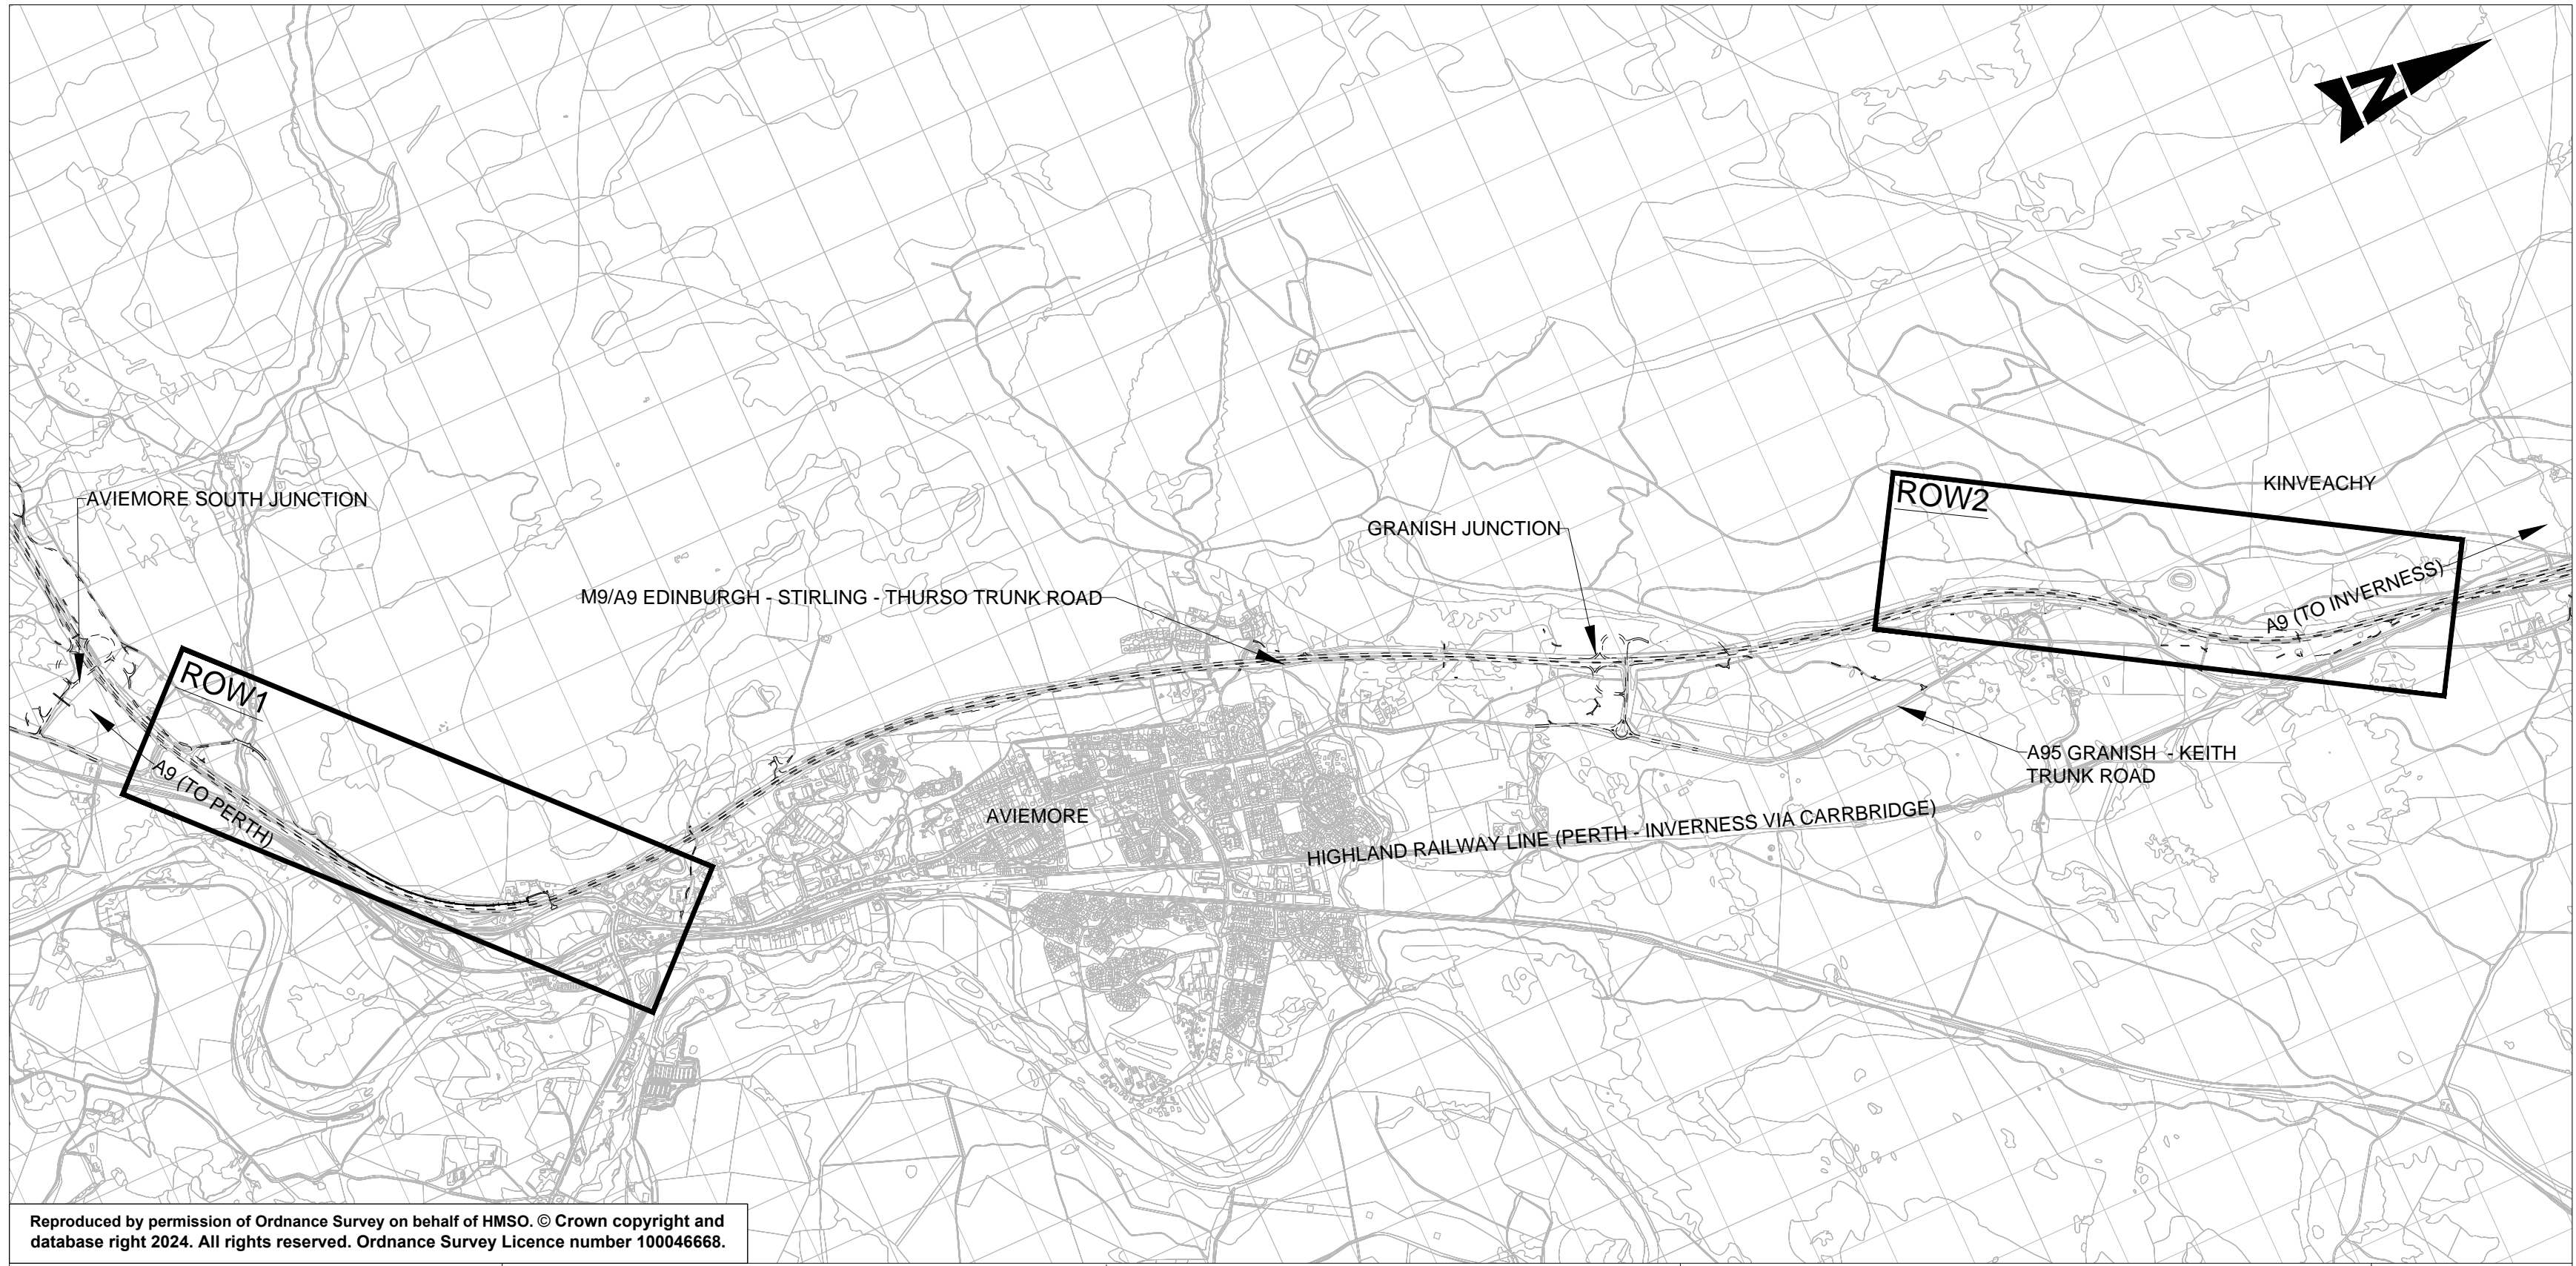 N
KINVEACHY
ROW2
AVIEMORE SOUTH JUNCTION
GRANISH JUNCTION
M9/A9 EDINBURGH - STIRLING - THURSO TRUNK ROAD
A9 (TO INVERNESS)
ROW1
A9 (TO PERTH)
A95 GRANISH - KEITH
TRUNK ROAD
AVIEMORE
HIGHLAND RAILWAY LINE (PERTH - INVERNESS VIA CARRBRIDGE)
Reproduced by permission of Ordnance Survey on behalf of HMSO. © Crown copyright and
database right 2024. All rights reserved. Ordnance Survey Licence number 100046668.